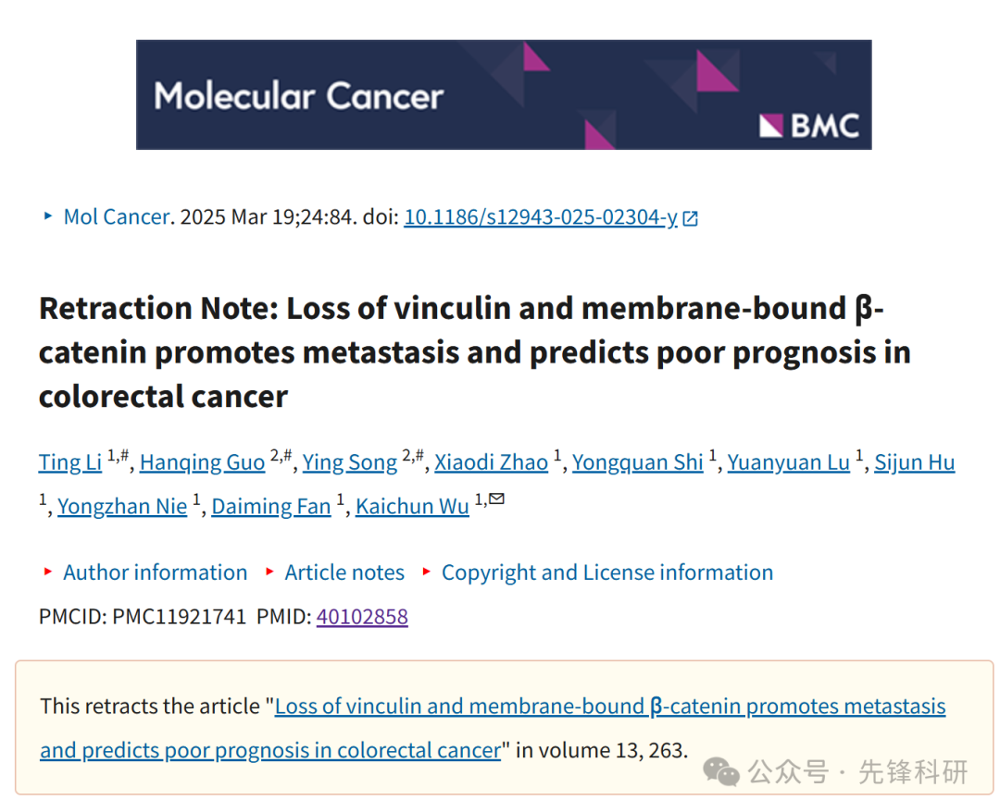 Molecular Cancer
BMC
Mol Cancer. 2025 Mar 19;24:84. doi: 10.1186/s12943-025-02304-y
Retraction Note: Loss of vinculin and membrane-bound β-
catenin promotes metastasis and predicts poor prognosis in
colorectal cancer
Ting Li 1,#, Hanqing Guo 2,#, Ying Song 2,#, Xiaodi Zhao 1, Yongquan Shi 1, Yuanyuan Lu 1, Sijun Hu
1, Yongzhan Nie 1, Daiming Fan 1, Kaichun Wu 1,✉
Author information Article notes Copyright and License information
PMCID: PMC11921741 PMID: 40102858
This retracts the article "Loss of vinculin and membrane-bound β-catenin promotes metastasis
and predicts poor prognosis in colorectal cancer" in volume 13, 263.
公众号 · 先锋科研